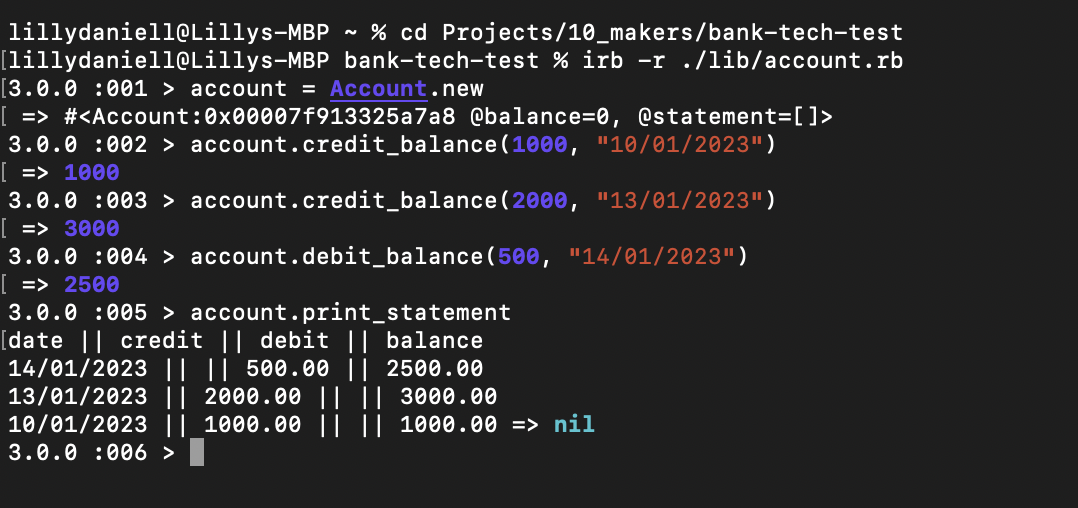 lillydaniell@Lillys-MBP ~ % cd Projects/10_makers/bank-tech-test
[lillydaniell@Lillys-MBP bank-tech-test % irb -r ./lib/account.rb
[3.0.0 :001 > account = Account.new
[ => #<Account:0x00007f913325a7a8 @balance=0, @statement=[]>
3.0.0 :002 > account.credit_balance(1000, "10/01/2023")
[ => 1000
3.0.0 :003 > account.credit_balance(2000, "13/01/2023")
[ => 3000
3.0.0 :004 > account.debit_balance(500, "14/01/2023")
[ => 2500
3.0.0 :005 > account.print_statement
[date || credit || debit || balance
14/01/2023 || || 500.00 || 2500.00
13/01/2023 || 2000.00 || || 3000.00
10/01/2023 || 1000.00 || || 1000.00 => nil
3.0.0 :006 >